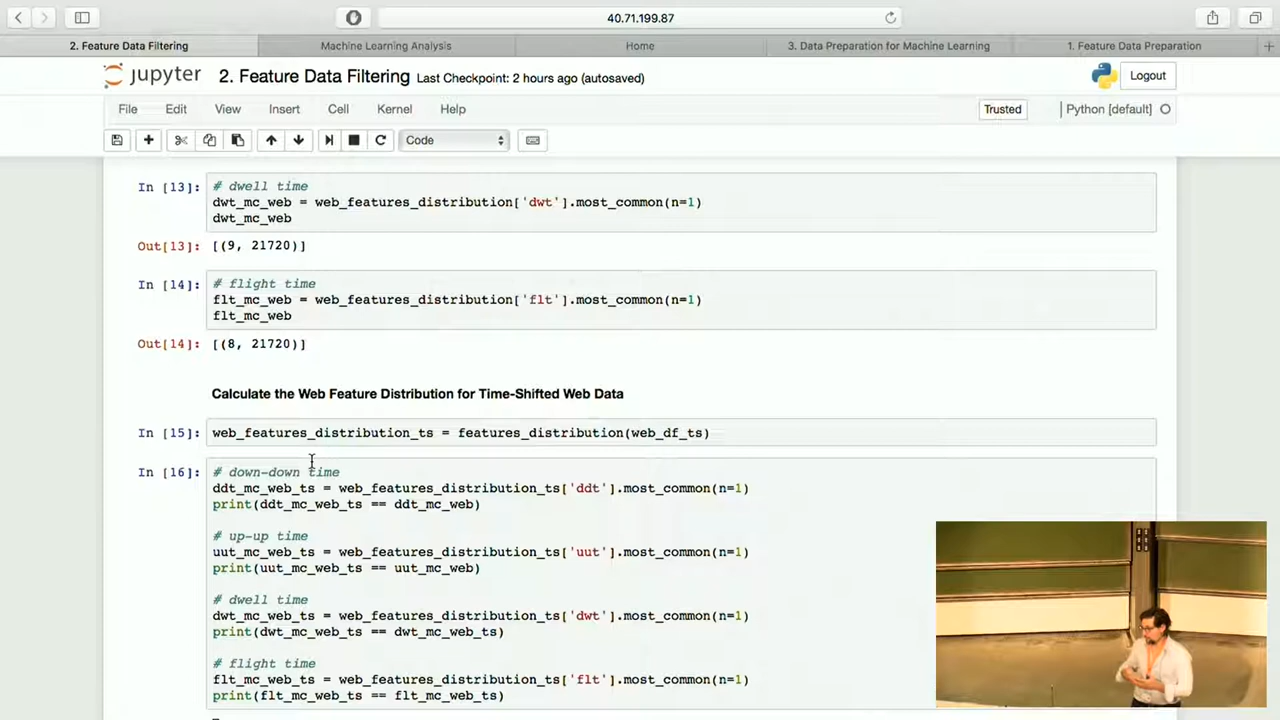 40.71.199.87
2. Feature Data Filtering
Machine Learning Analysis
Home
3. Data Preparation for Machine Learning
1. Feature Data Preparation
jupyter 2. Feature Data Filtering Last Checkpoint: 2 hours ago (autosaved)
Logout
File Edit View Insert Cell Kernel Help
Trusted
Python [default]
Code
In [13]:
# dwell time
dwt_mc_web = web_features_distribution['dwt'].most_common(n=1)
dwt_mc_web
Out[13]: [(9, 21720)]
In [14]:
# flight time
flt_mc_web = web_features_distribution['flt'].most_common(n=1)
flt_mc_web
Out[14]: [(8, 21720)]
Calculate the Web Feature Distribution for Time-Shifted Web Data
In [15]: web_features_distribution_ts = features_distribution(web_df_ts)
In [16]:
# down-down time
ddt_mc_web_ts = web_features_distribution_ts['ddt'].most_common(n=1)
print(ddt_mc_web_ts == ddt_mc_web)
# up-up time
uut_mc_web_ts = web_features_distribution_ts['uut'].most_common(n=1)
print(uut_mc_web_ts == uut_mc_web)
# dwell time
dwt_mc_web_ts = web_features_distribution_ts['dwt'].most_common(n=1)
print(dwt_mc_web_ts == dwt_mc_web_ts)
# flight time
flt_mc_web_ts = web_features_distribution_ts['flt'].most_common(n=1)
print(flt_mc_web_ts == flt_mc_web_ts)